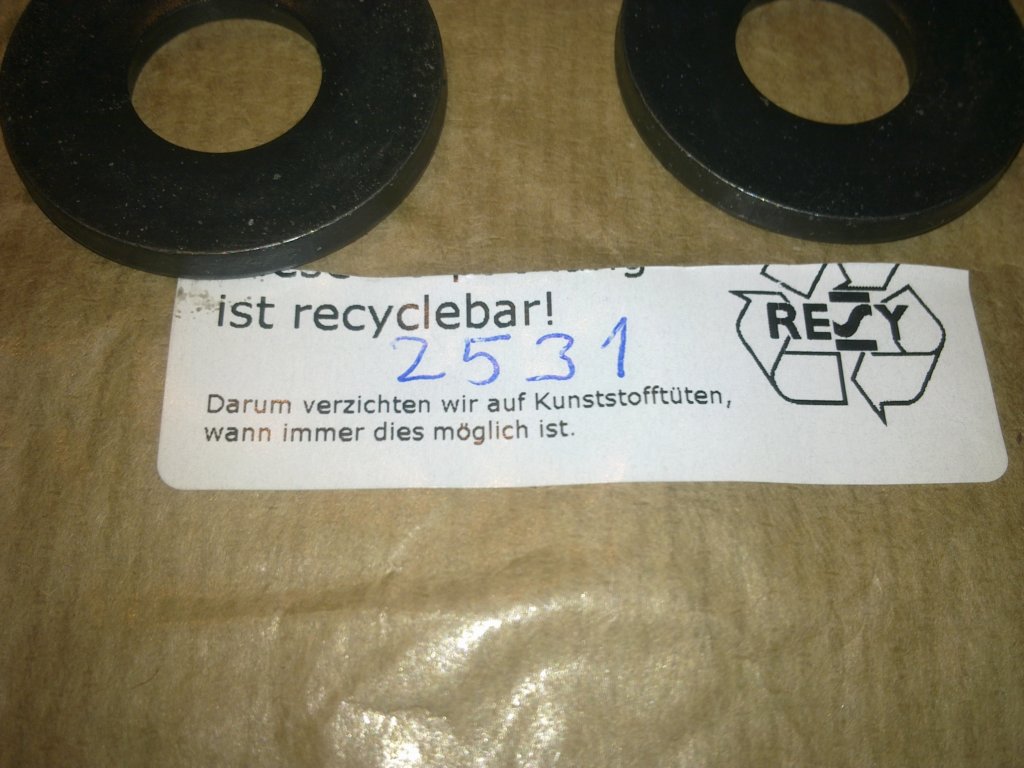 ist recyclebar!
RESY
2531
Darum verzichten wir auf Kunststofftüten,
wann immer dies möglich ist.